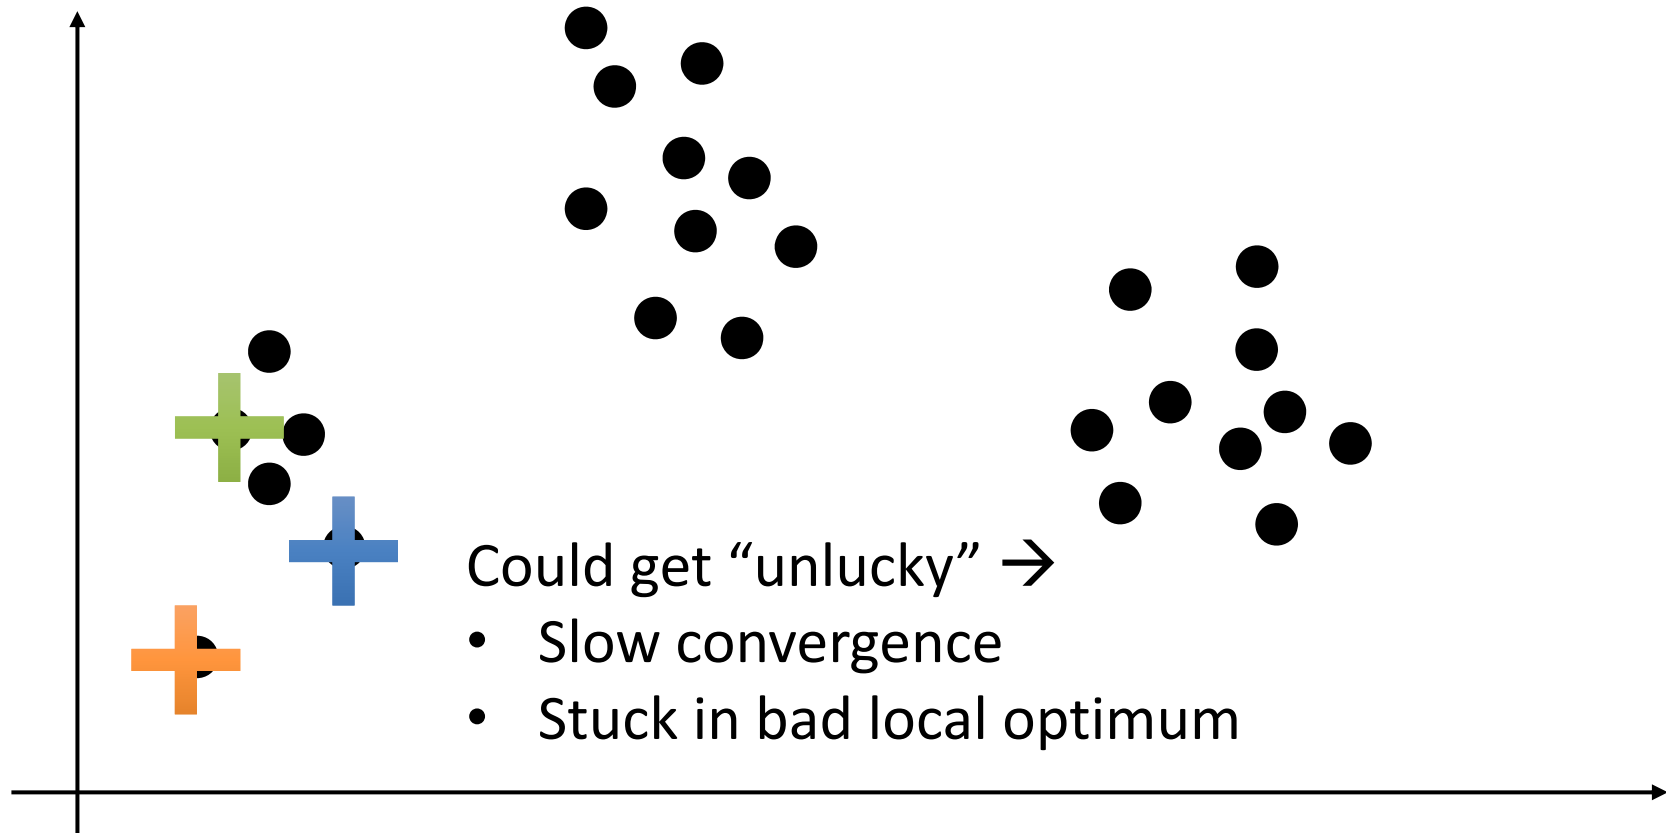 Could get “unlucky” →
• Slow convergence
• Stuck in bad local optimum